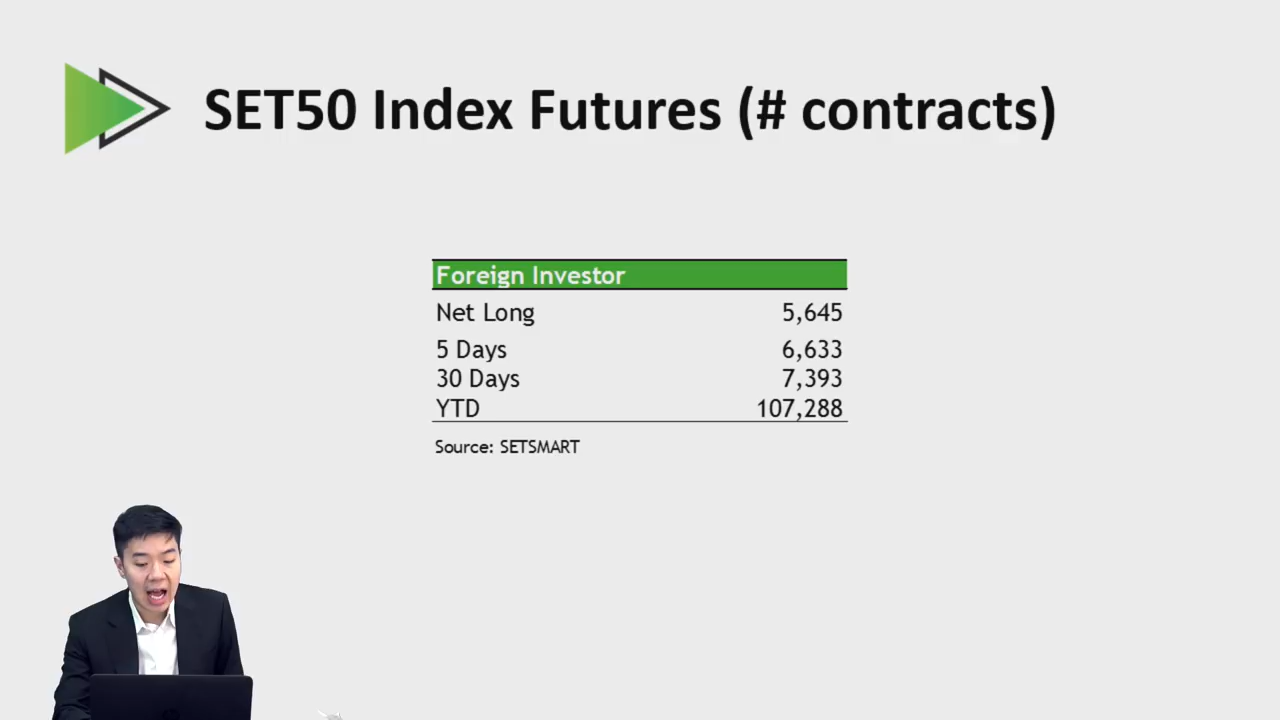 SET50 Index Futures (# contracts)
Foreign Investor
Net Long 5,645
5 Days 6,633
30 Days 7,393
YTD 107,288
Source: SETSMART